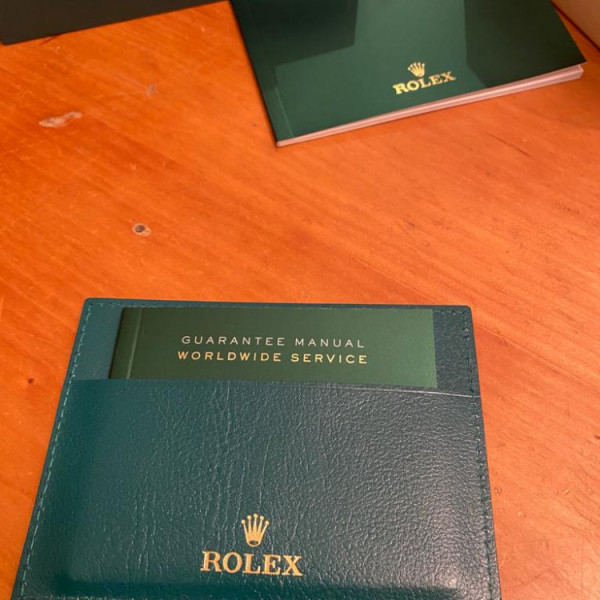 ROLEX
GUARANTEE MANUAL
WORLDWIDE SERVICE
ROLEX